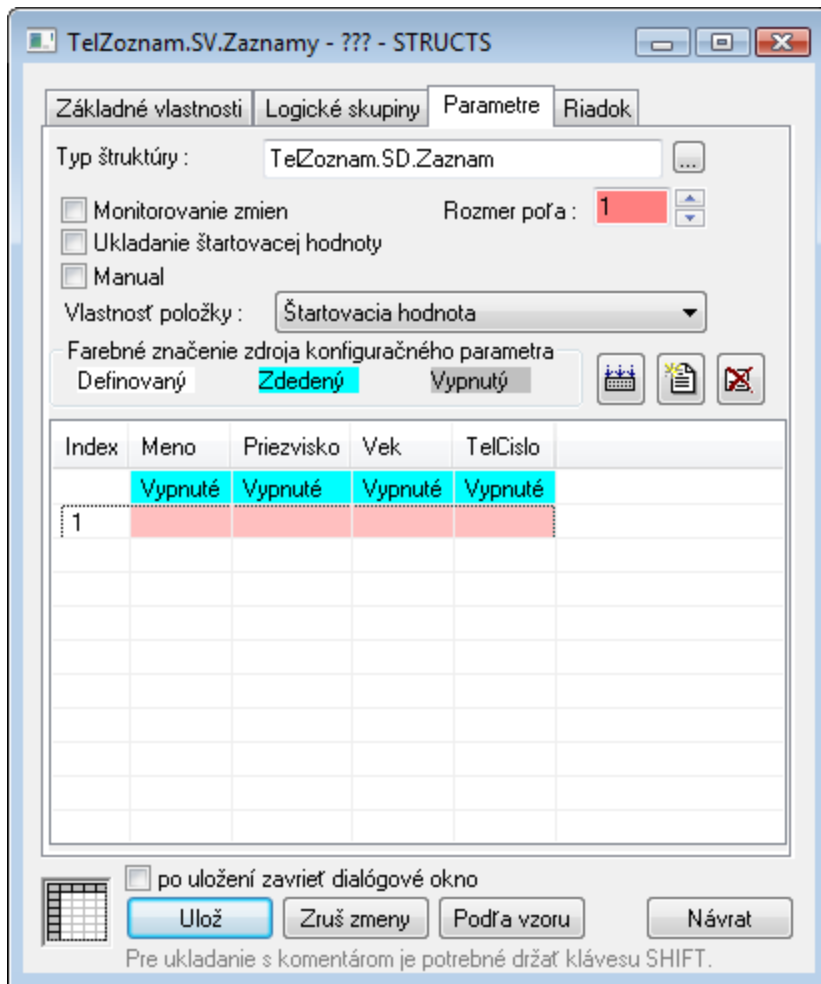 TelZoznam.SV.Zaznamy - ??? - STRUCTS
Základné vlastnosti Logické skupiny Parametre Riadok
Typ štruktúry : TelZoznam.SD.Zaznam ...
Monitorovanie zmien Rozmer poľa : 1
Ukladanie štartovacej hodnoty
Manual
Vlastnosť položky : Štartovacia hodnota
Farebné značenie zdroja konfiguračného parametra
Definovaný Zdedený Vypnutý
Index Meno Priezvisko Vek TelCislo
Vypnuté Vypnuté Vypnuté Vypnuté
1
po uložení zavrieť dialógové okno
Ulož Zruš zmeny Podľa vzoru Návrat
Pre ukladanie s komentárom je potrebné držať klávesu SHIFT.